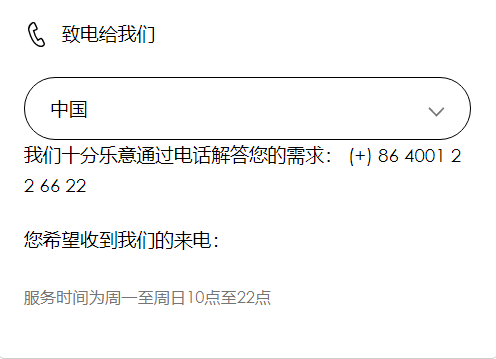 致电给我们
中国
我们十分乐意通过电话解答您的需求： (+) 86 4001 2
2 66 22
您希望收到我们的来电：
服务时间为周一至周日10点至22点